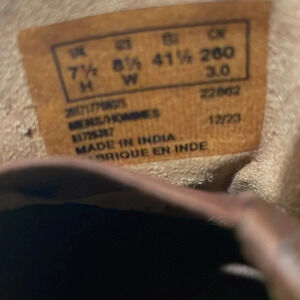 UK US EU CM
7½ 8½ 41½ 260
H W 3.0
22862
MENS/HOMMES 12/23
MADE IN INDIA
FABRIQUE EN INDE